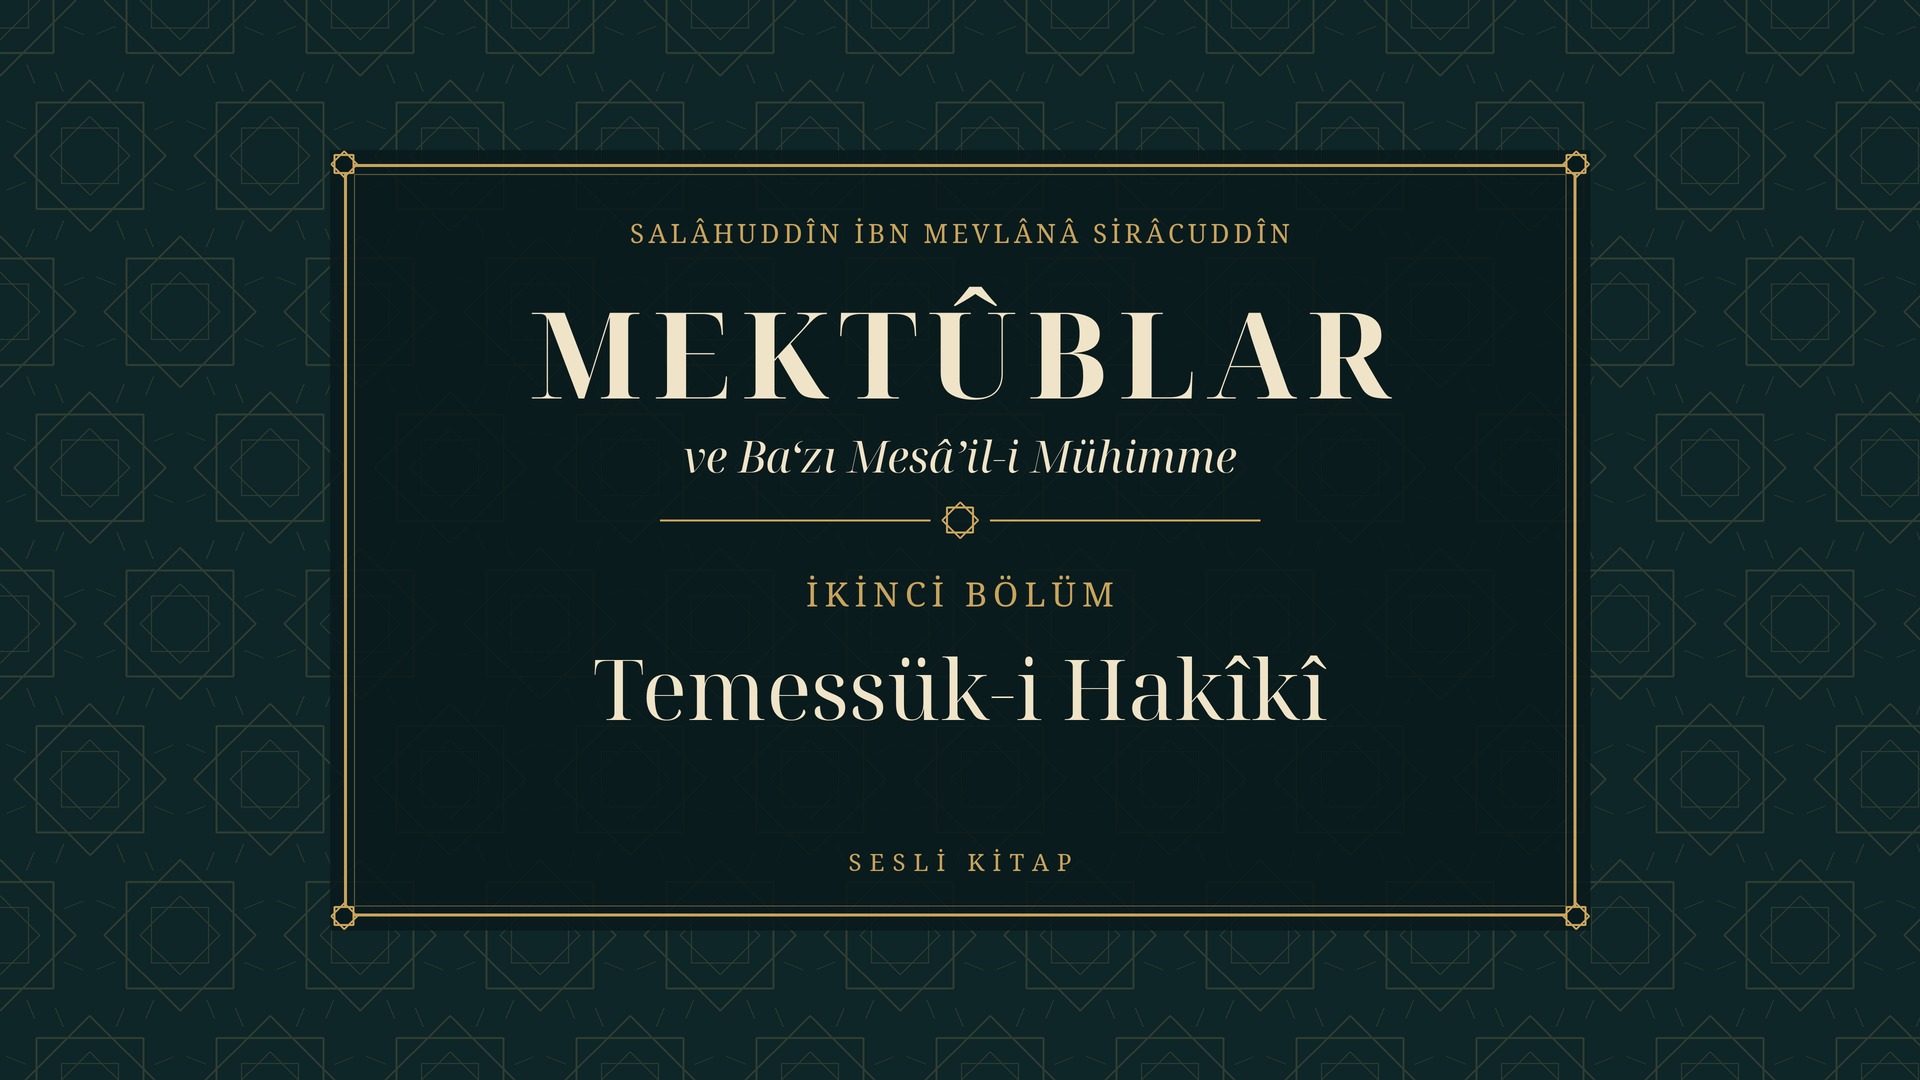 SALÂHUDDÎN İBN MEVLÂNÂ SİRÂCUDDÎN
MEKTÛBLAR
ve Ba‘zı Mesâ’il-i Mühimme
İKİNCİ BÖLÜM
Temessük-i Hakîkî
SESLİ KİTAP